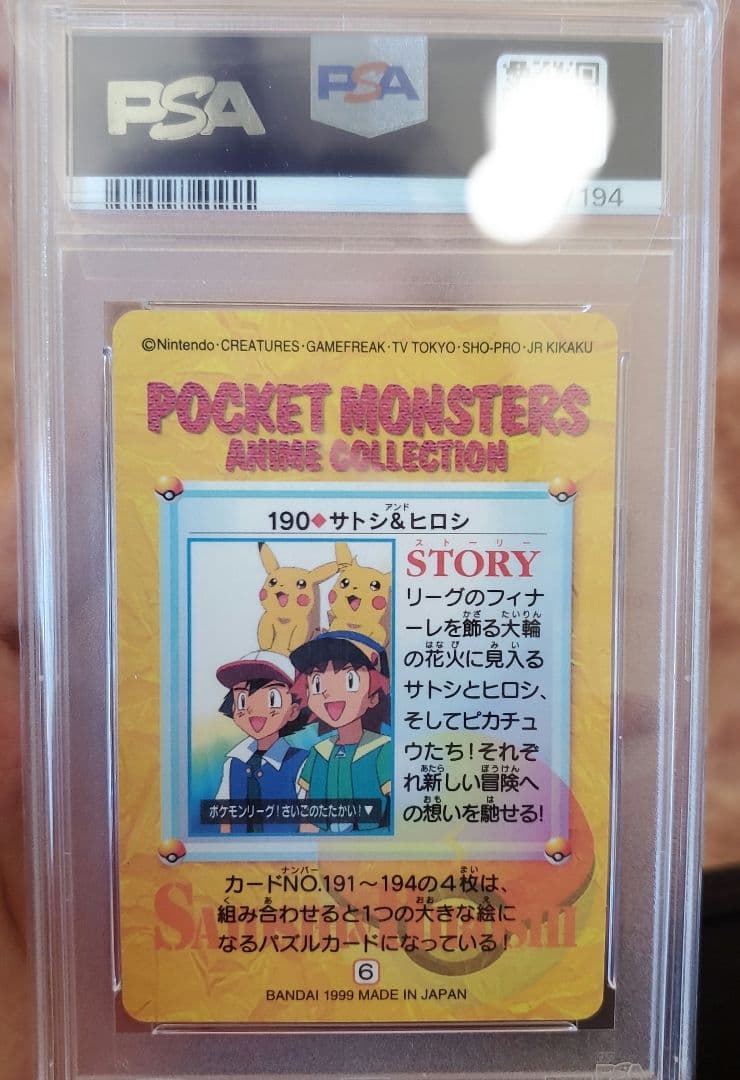 PSA
PSA
194
©Nintendo・CREATURES・GAMEFREAK・TV TOKYO・SHO-PRO・JR KIKAKU
POCKET MONSTERS
ANIME COLLECTION
アンド
190◆サトシ&ヒロシ
ストーリー
STORY
リーグのフィナ
かざ たいりん
ーレを飾る大輪
はなび みい
の花火に見入る
サトシとヒロシ、
そしてピカチュ
ウたち!それぞ
あたら ぼうけん
れ新しい冒険へ
おも は
の想いを馳せる!
ポケモンリーグ!さいごのたたかい!▼
ナンバー まい
カードNO.191〜194の4枚は、
く あ おお え
組み合わせると1つの大きな絵に
なるパズルカードになっている!
6
BANDAI 1999 MADE IN JAPAN
PSA